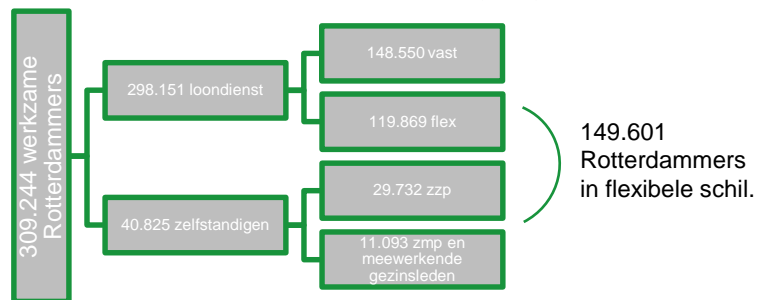 309.244 werkzame
Rotterdammers
298.151 loondienst
40.825 zelfstandigen
148.550 vast
119.869 flex
29.732 zzp
11.093 zmp en
meewerkende
gezinsleden
149.601
Rotterdammers
in flexibele schil.